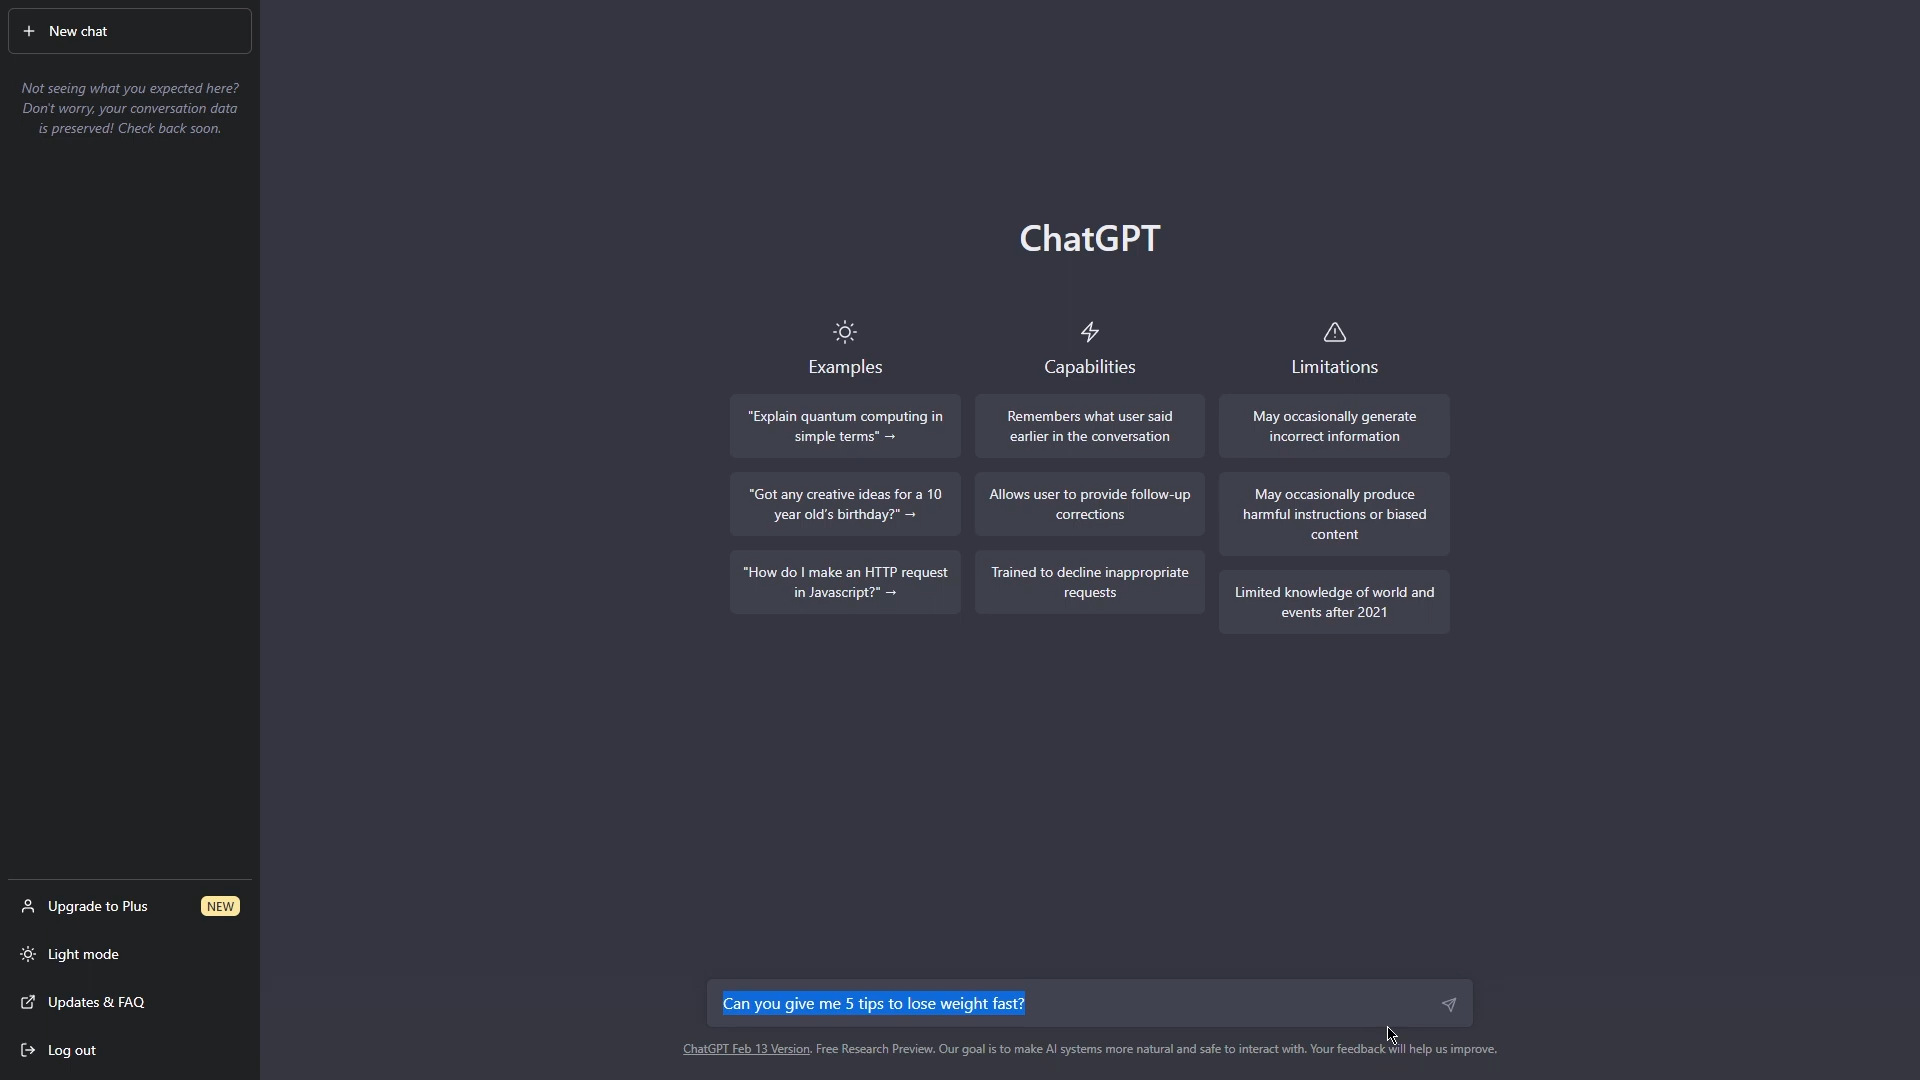 New chat
Not seeing what you expected here?
Don't worry, your conversation data
is preserved! Check back soon.
ChatGPT
Examples
"Explain quantum computing in
simple terms" →
"Got any creative ideas for a 10
year old's birthday?" →
"How do I make an HTTP request
in Javascript?" →
Capabilities
Remembers what user said
earlier in the conversation
Allows user to provide follow-up
corrections
Trained to decline inappropriate
requests
Limitations
May occasionally generate
incorrect information
May occasionally produce
harmful instructions or biased
content
Limited knowledge of world and
events after 2021
Upgrade to Plus NEW
Light mode
Updates & FAQ
Log out
Can you give me 5 tips to lose weight fast?
ChatGPT Feb 13 Version. Free Research Preview. Our goal is to make AI systems more natural and safe to interact with. Your feedback will help us improve.